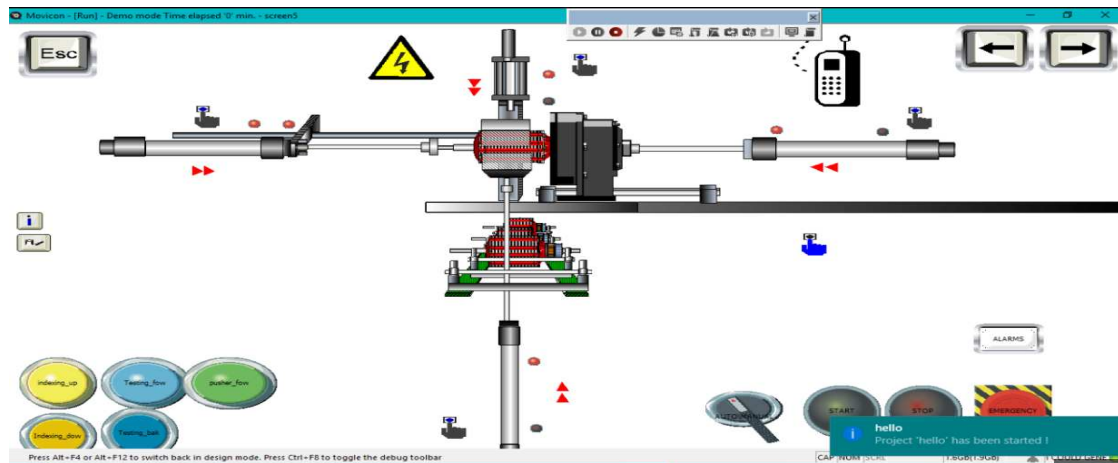 Movicon - [Run] - Demo mode Time elapsed '0' min. - screen5
Esc
ALARMS
indexing_up
Testing_fow
pusher_fow
Indexing_dow
Testing_bak
START
STOP
EMERGENCY
hello
Project 'hello' has been started !
Press Alt+F4 or Alt+F12 to switch back in design mode. Press Ctrl+F8 to toggle the debug toolbar
CAP NUM SCRL